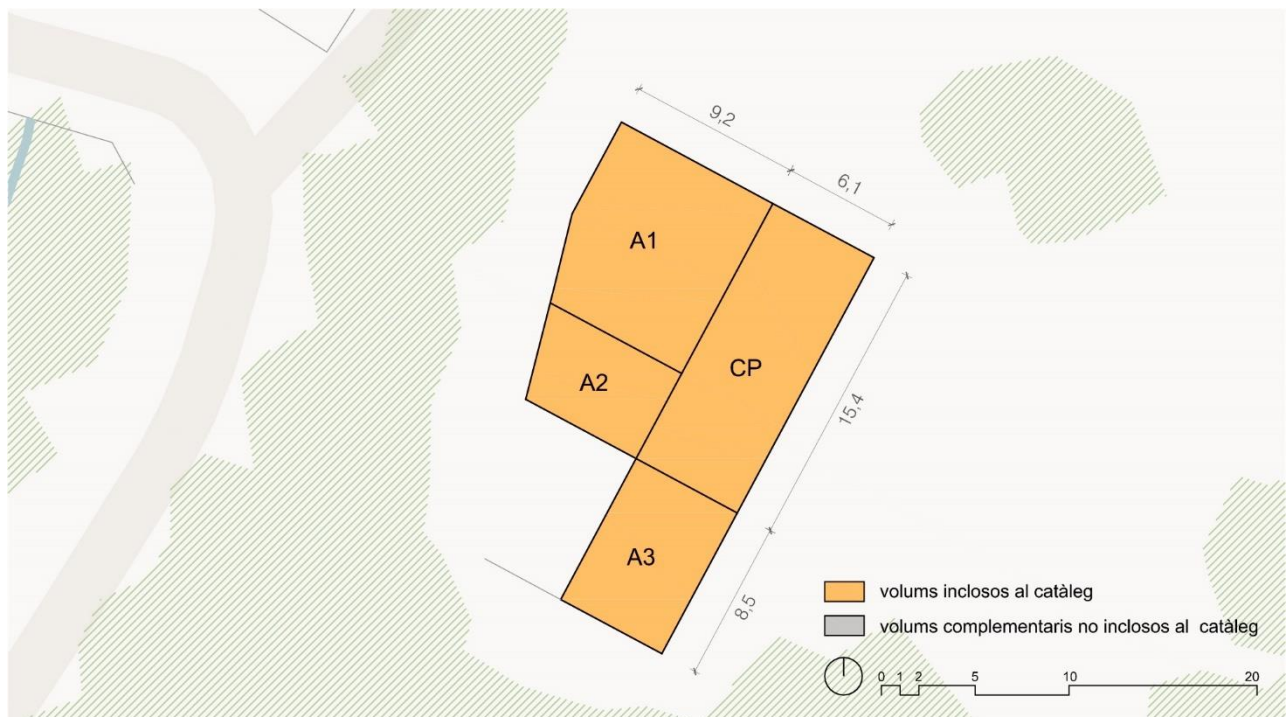 9,2
6,1
A1
CP
A2
15,4
A3
8,5
volums inclosos al catàleg
volums complementaris no inclosos al catàleg
0 1 2 5 10 20